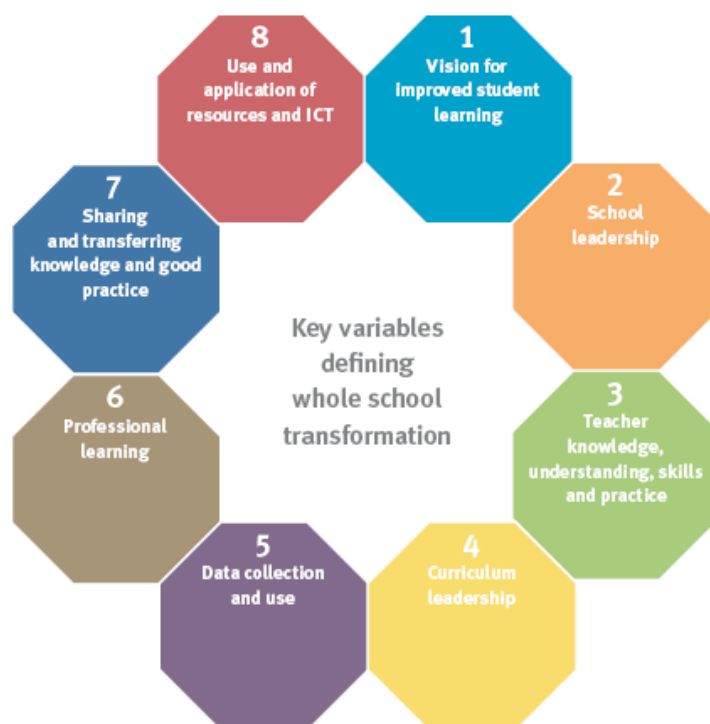 8
Use and
application of
resources and ICT
1
Vision for
improved student
learning
7
Sharing
and transferring
knowledge and good
practice
2
School
leadership
Key variables
defining
whole school
transformation
6
Professional
learning
3
Teacher
knowledge,
understanding, skills
and practice
5
Data collection
and use
4
Curriculum
leadership